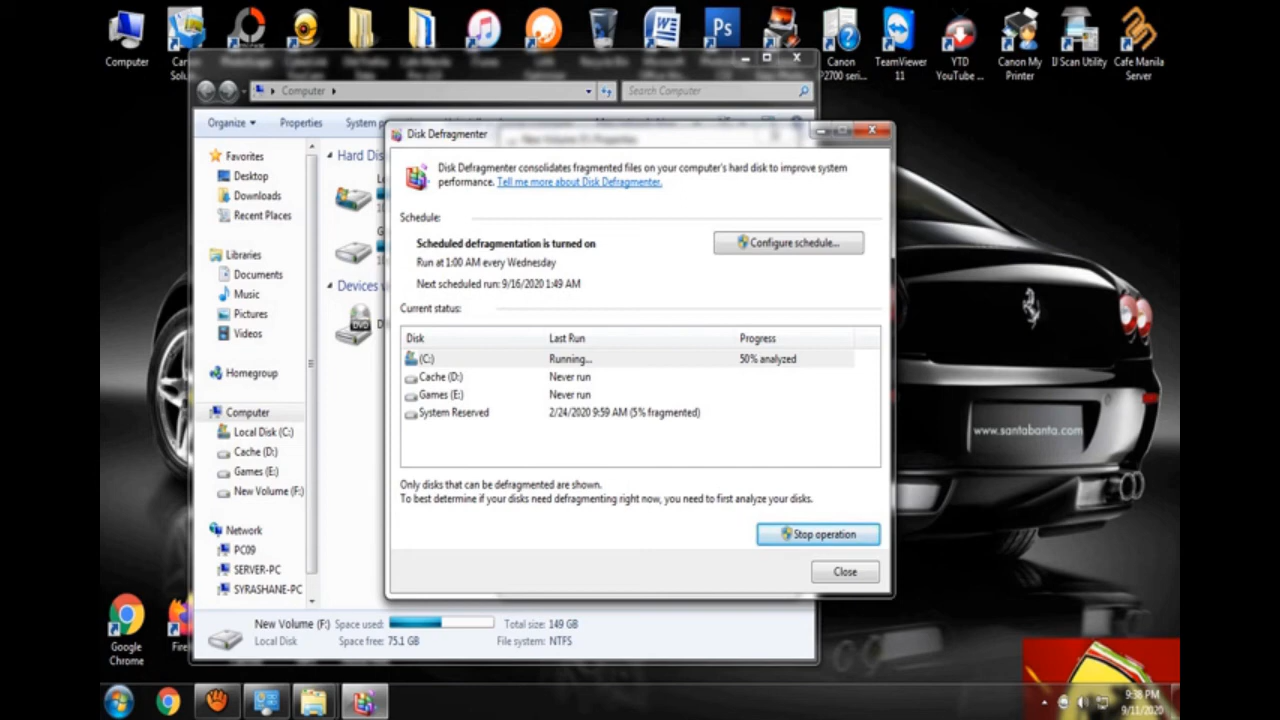 Computer
W
Ps
Canon
P2700 seri...
TeamViewer
11
YTD
YouTube ...
Canon My
Printer
IJ Scan Utility
Cafe Manila
Server
Computer
Search Computer
Organize
Properties
System p
Disk Defragmenter
Favorites
Desktop
Downloads
Recent Places
Libraries
Documents
Music
Pictures
Videos
Homegroup
Computer
Local Disk (C:)
Cache (D:)
Games (E:)
New Volume (F:)
Network
PC09
SERVER-PC
SYRASHANE-PC
Hard Dis
Devices
DVD
Disk Defragmenter consolidates fragmented files on your computer's hard disk to improve system
performance. Tell me more about Disk Defragmenter.
Schedule:
Scheduled defragmentation is turned on
Run at 1:00 AM every Wednesday
Next scheduled run: 9/16/2020 1:49 AM
Configure schedule...
Current status:
Disk Last Run Progress
(C:) Running... 50% analyzed
Cache (D:) Never run
Games (E:) Never run
System Reserved 2/24/2020 9:59 AM (5% fragmented)
Only disks that can be defragmented are shown.
To best determine if your disks need defragmenting right now, you need to first analyze your disks.
Stop operation
Close
www.santabanta.com
New Volume (F:) Space used: Total size: 149 GB
Local Disk Space free: 75.1 GB File system: NTFS
Google
Chrome
Fire
9:38 PM
9/11/2020